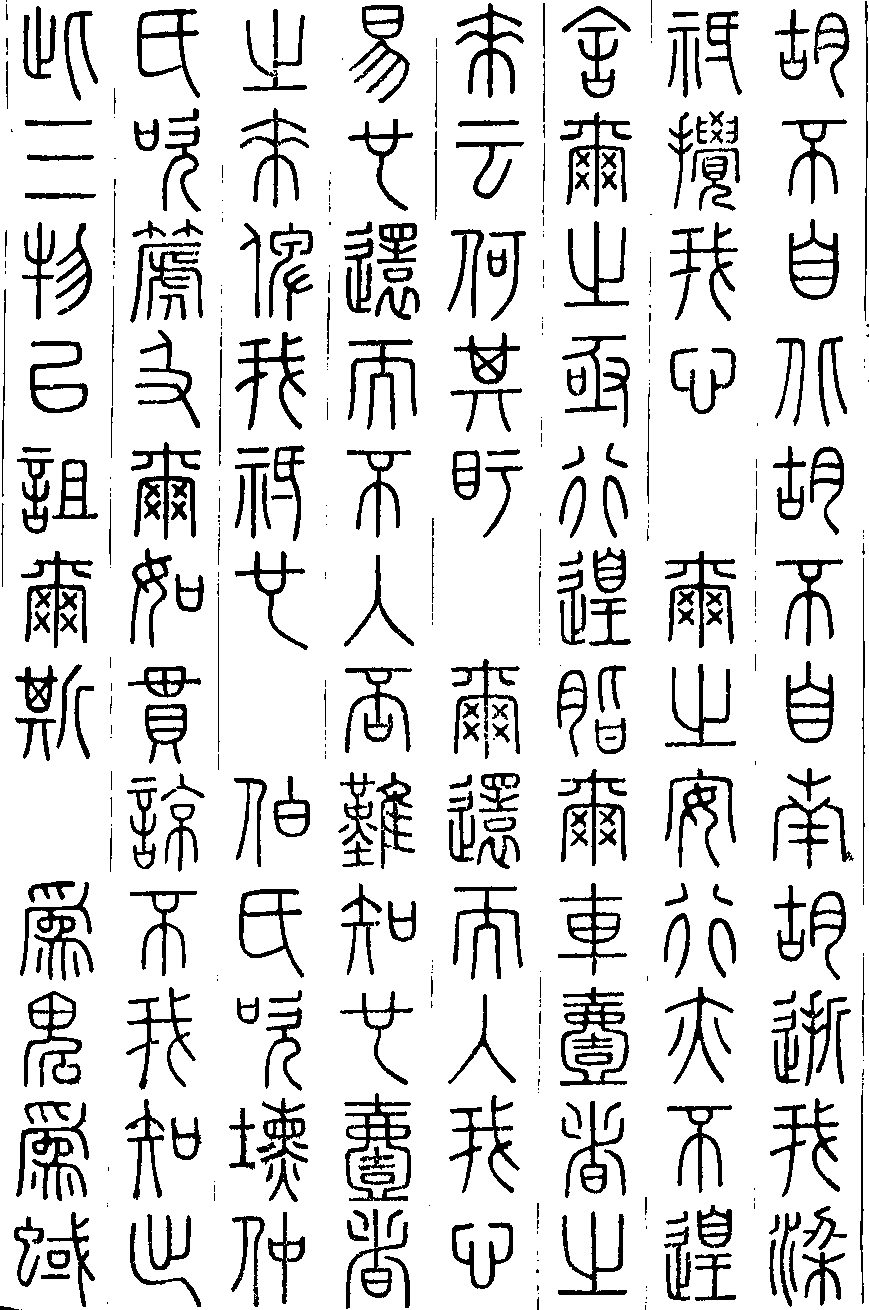 胡不自北胡不自南胡逝我梁
祇攪我心 爾之安行亦不遑
舍爾之亟行遑脂爾車壹者之
來云何其盱 爾還而入我心
易也還而不入否難知也壹者
之來俾我祇也 伯氏吹壎仲
氏吹篪及爾如貫諒不我知出
此三物以詛爾斯 爲鬼爲蜮